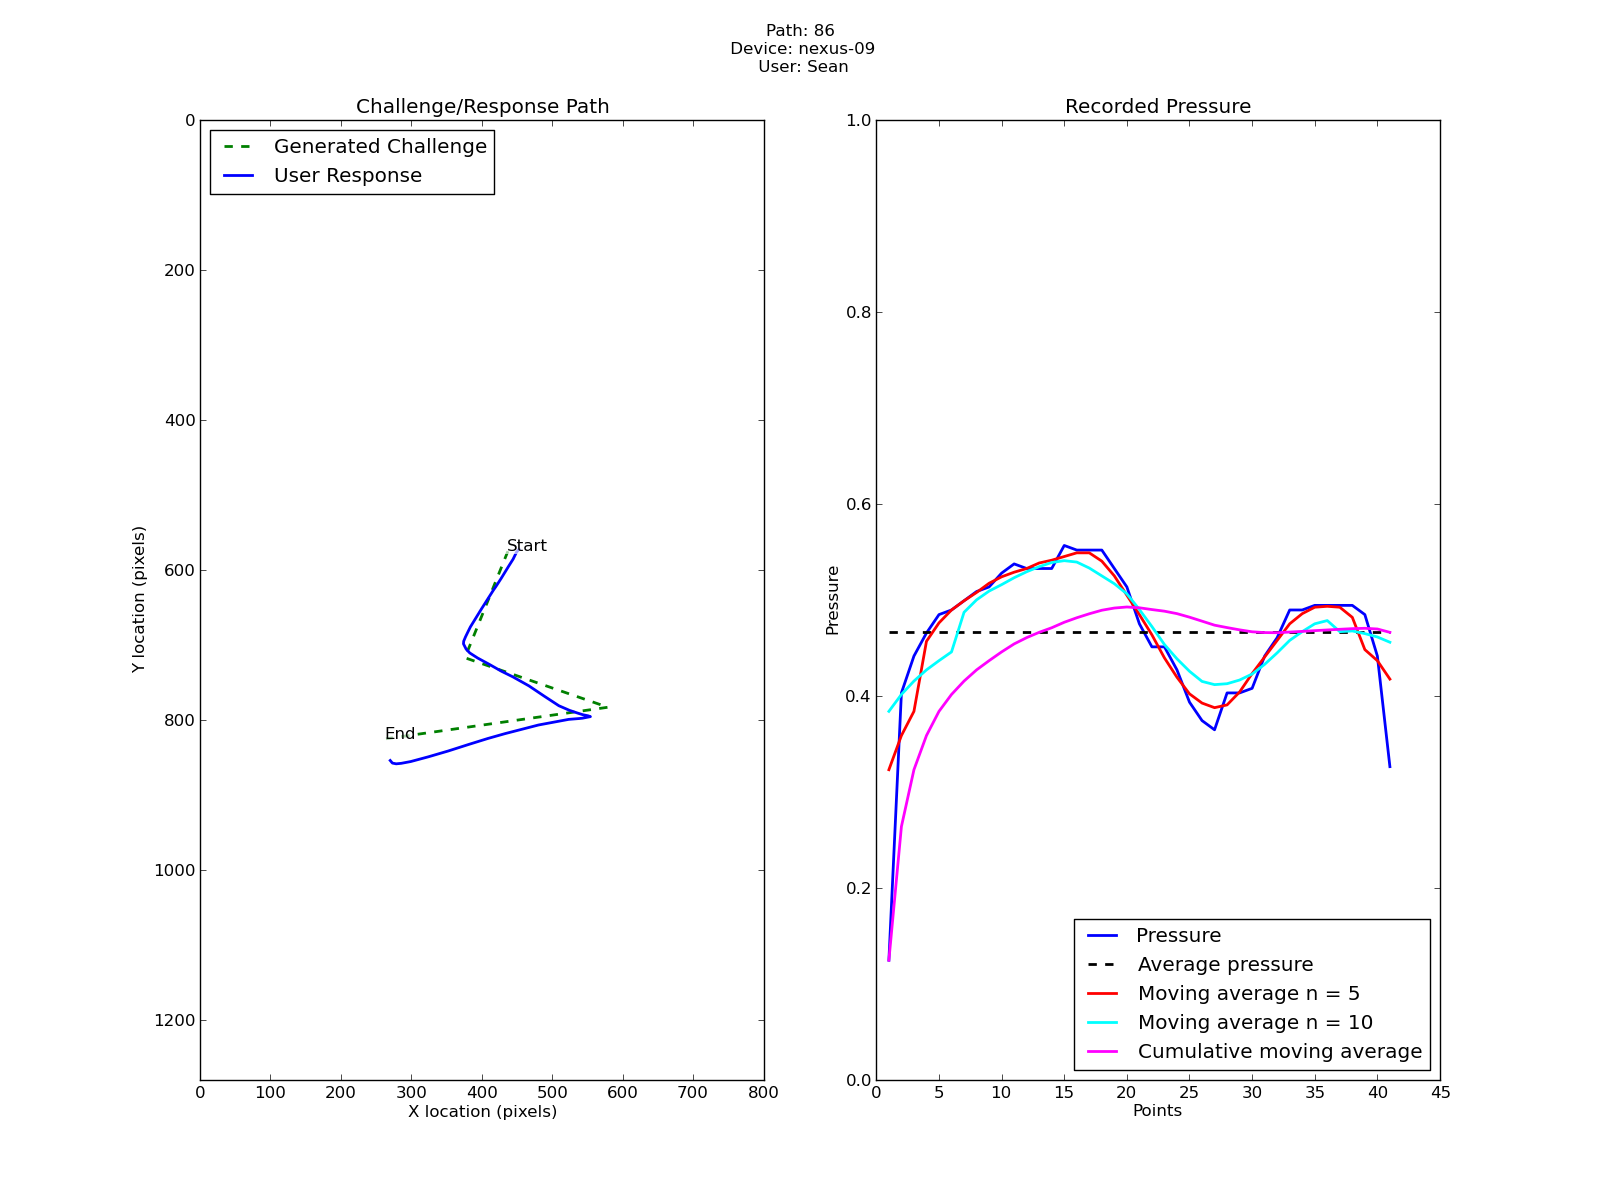 Path: 86
Device: nexus-09
User: Sean
Challenge/Response Path
Generated Challenge
User Response
0
200
400
600
800
1000
1200
Y location (pixels)
Start
End
0 100 200 300 400 500 600 700 800
X location (pixels)
Recorded Pressure
1.0
0.8
0.6
0.4
0.2
0.0
Pressure
Pressure
Average pressure
Moving average n = 5
Moving average n = 10
Cumulative moving average
0 5 10 15 20 25 30 35 40 45
Points